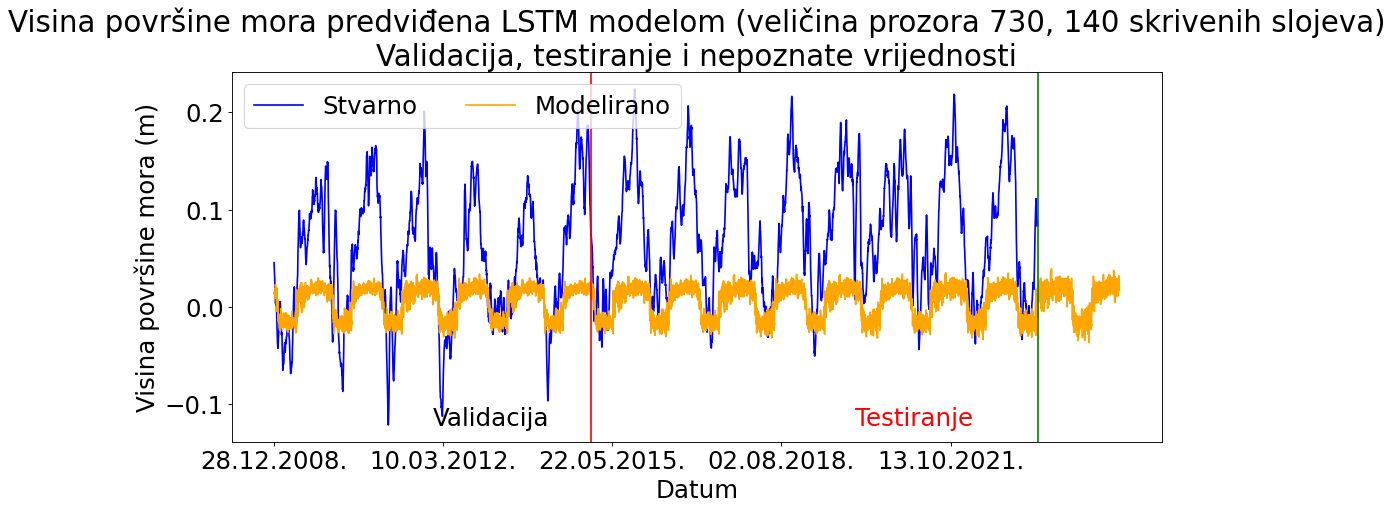 Visina površine mora predviđena LSTM modelom (veličina prozora 730, 140 skrivenih slojeva)
Validacija, testiranje i nepoznate vrijednosti
Stvarno
Modelirano
Visina površine mora (m)
0.2
0.1
0.0
−0.1
Validacija
Testiranje
28.12.2008.
10.03.2012.
22.05.2015.
02.08.2018.
13.10.2021.
Datum